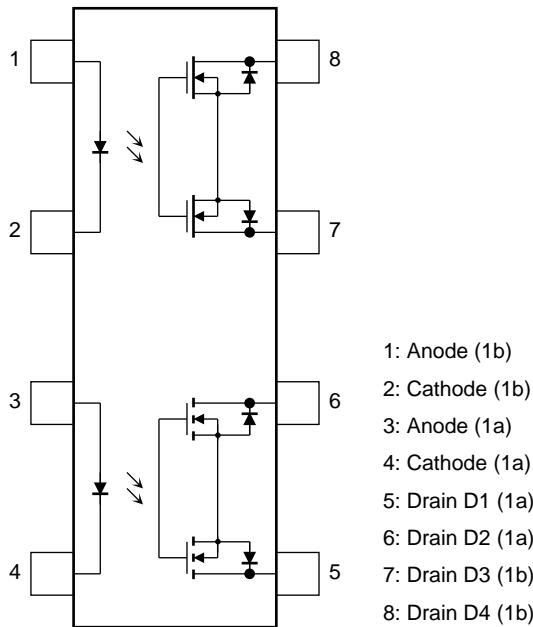 1
8
2
7
3
6
4
5
1: Anode (1b)
2: Cathode (1b)
3: Anode (1a)
4: Cathode (1a)
5: Drain D1 (1a)
6: Drain D2 (1a)
7: Drain D3 (1b)
8: Drain D4 (1b)